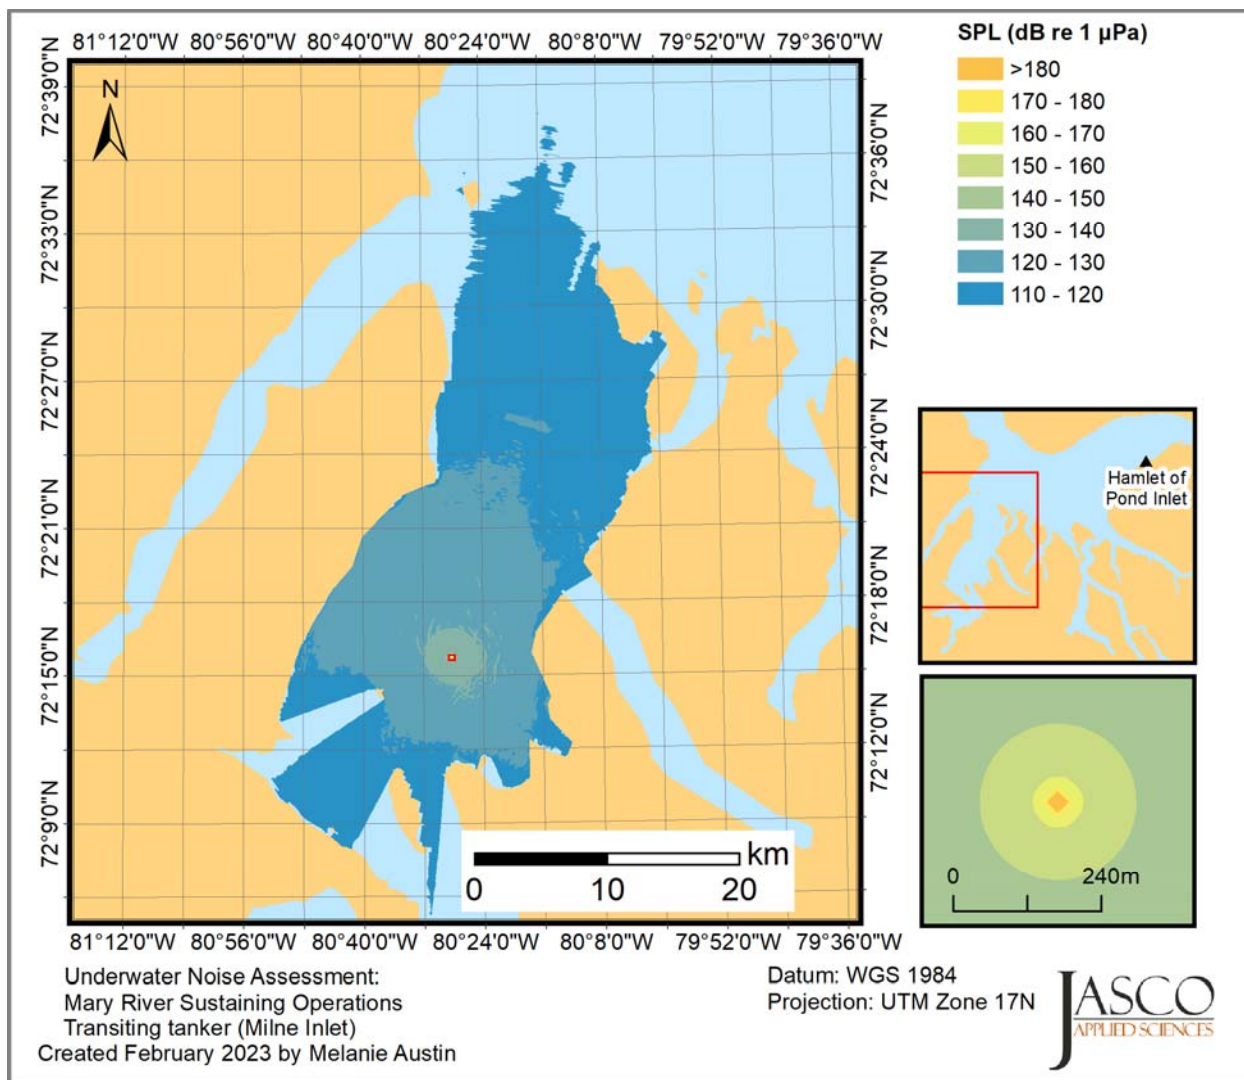 81°12'0"W 80°56'0"W 80°40'0"W 80°24'0"W 80°8'0"W 79°52'0"W 79°36'0"W
SPL (dB re 1 µPa)
>180
170 - 180
160 - 170
150 - 160
140 - 150
130 - 140
120 - 130
110 - 120
N
72°39'0"N
72°33'0"N
72°27'0"N
72°21'0"N
72°15'0"N
72°9'0"N
72°36'0"N
72°30'0"N
72°24'0"N
72°18'0"N
72°12'0"N
Hamlet of
Pond Inlet
km
0 10 20
0 240m
81°12'0"W 80°56'0"W 80°40'0"W 80°24'0"W 80°8'0"W 79°52'0"W 79°36'0"W
Underwater Noise Assessment:
Mary River Sustaining Operations
Transiting tanker (Milne Inlet)
Created February 2023 by Melanie Austin
Datum: WGS 1984
Projection: UTM Zone 17N
JASCO
APPLIED SCIENCES